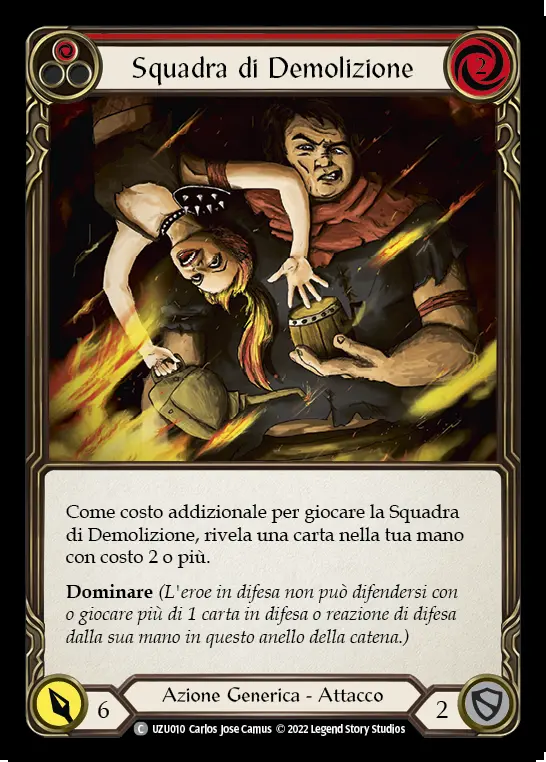 Squadra di Demolizione
2
Come costo addizionale per giocare la Squadra
di Demolizione, rivela una carta nella tua mano
con costo 2 o più.
Dominare (L'eroe in difesa non può difendersi con
o giocare più di 1 carta in difesa o reazione di difesa
dalla sua mano in questo anello della catena.)
6
Azione Generica - Attacco
2
C UZU010 Carlos Jose Camus © 2022 Legend Story Studios